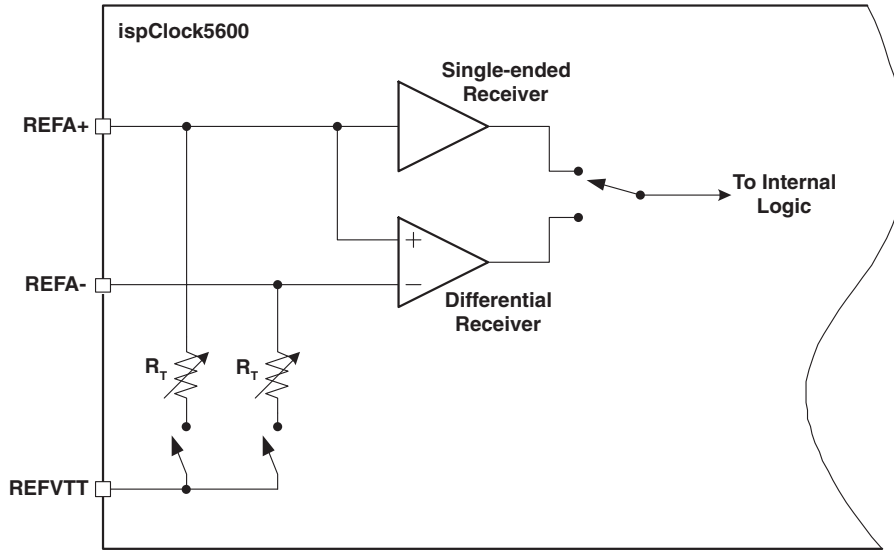 ispClock5600
Single-ended
Receiver
REFA+
To Internal
Logic
+
REFA-
−
Differential
Receiver
RT
RT
REFVTT